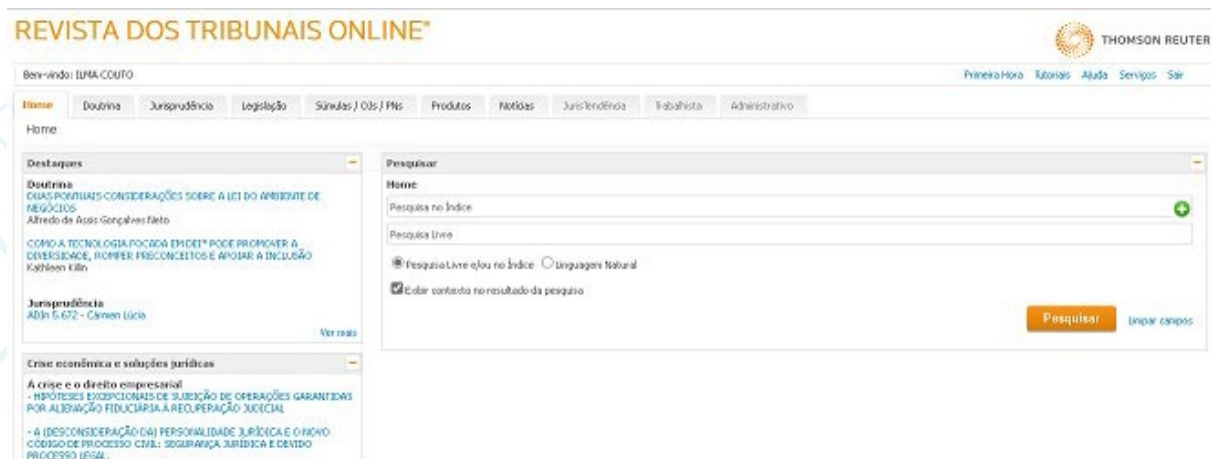 REVISTA DOS TRIBUNAIS ONLINE®
THOMSON REUTER
Bem-vindo: ILMA COUTO
Primeira Hora Tutoriais Ajuda Serviços Sair
Home Doutrina Jurisprudência Legislação Súmulas / OJs / PNs Produtos Notícias JurisTendência Trabalhista Administrativo
Home
Destaques
Doutrina
DUAS PONTUAIS CONSIDERAÇÕES SOBRE A LEI DO AMBIENTE DE
NEGÓCIOS
Alfredo de Assis Gonçalves Neto
COMO A TECNOLOGIA FOCADA EM DEI* PODE PROMOVER A
DIVERSIDADE, ROMPER PRECONCEITOS E APOIAR A INCLUSÃO
Kathleen Killin
Jurisprudência
ADIn 5.672 - Cármen Lúcia
Ver mais
Crise econômica e soluções jurídicas
A crise e o direito empresarial
- HIPÓTESES EXCEPCIONAIS DE SUJEIÇÃO DE OPERAÇÕES GARANTIDAS
POR ALIENAÇÃO FIDUCIÁRIA À RECUPERAÇÃO JUDICIAL
- A (DESCONSIDERAÇÃO DA) PERSONALIDADE JURÍDICA E O NOVO
CÓDIGO DE PROCESSO CIVIL: SEGURANÇA JURÍDICA E DEVIDO
PROCESSO LEGAL
Pesquisar
Home
Pesquisa no Índice
Pesquisa Livre
Pesquisa Livre e/ou no Índice Linguagem Natural
Exibir contexto no resultado da pesquisa
Pesquisar Limpar campos